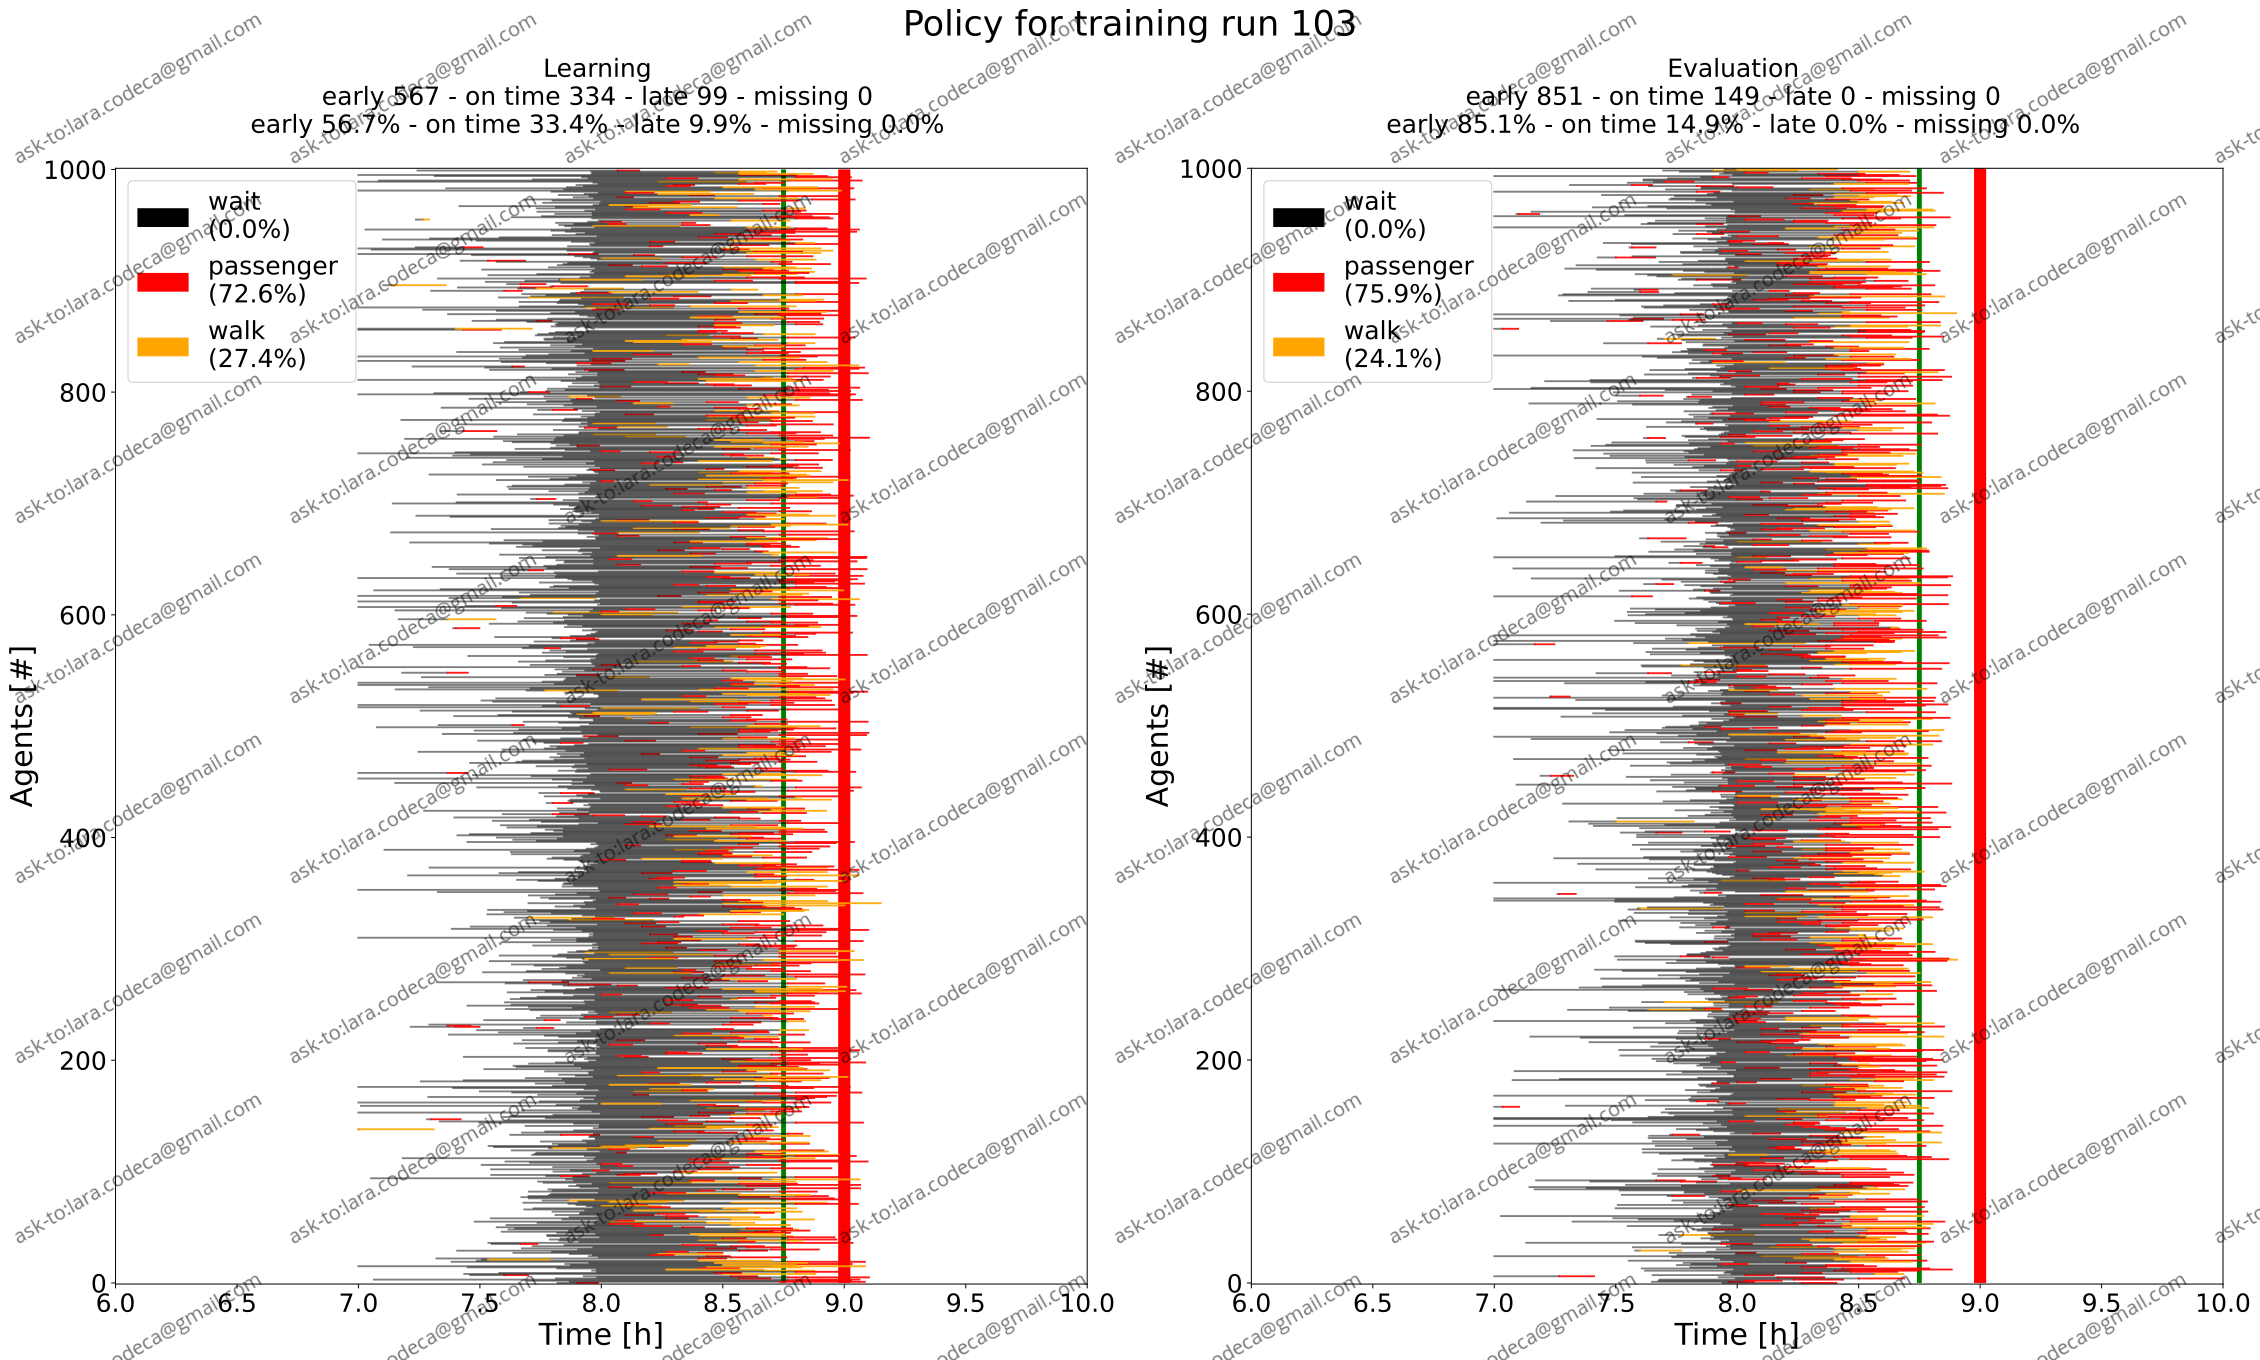 Policy for training run 103
Learning
early 567 - on time 334 - late 99 - missing 0
early 56.7% - on time 33.4% - late 9.9% - missing 0.0%
1000
800
600
400
200
0
Agents [#]
wait
(0.0%)
passenger
(72.6%)
walk
(27.4%)
6.0 6.5 7.0 7.5 8.0 8.5 9.0 9.5 10.0
Time [h]
Evaluation
early 851 - on time 149 - late 0 - missing 0
early 85.1% - on time 14.9% - late 0.0% - missing 0.0%
1000
800
600
400
200
0
Agents [#]
wait
(0.0%)
passenger
(75.9%)
walk
(24.1%)
6.0 6.5 7.0 7.5 8.0 8.5 9.0 9.5 10.0
Time [h]
ask-to:lara.codeca@gmail.com